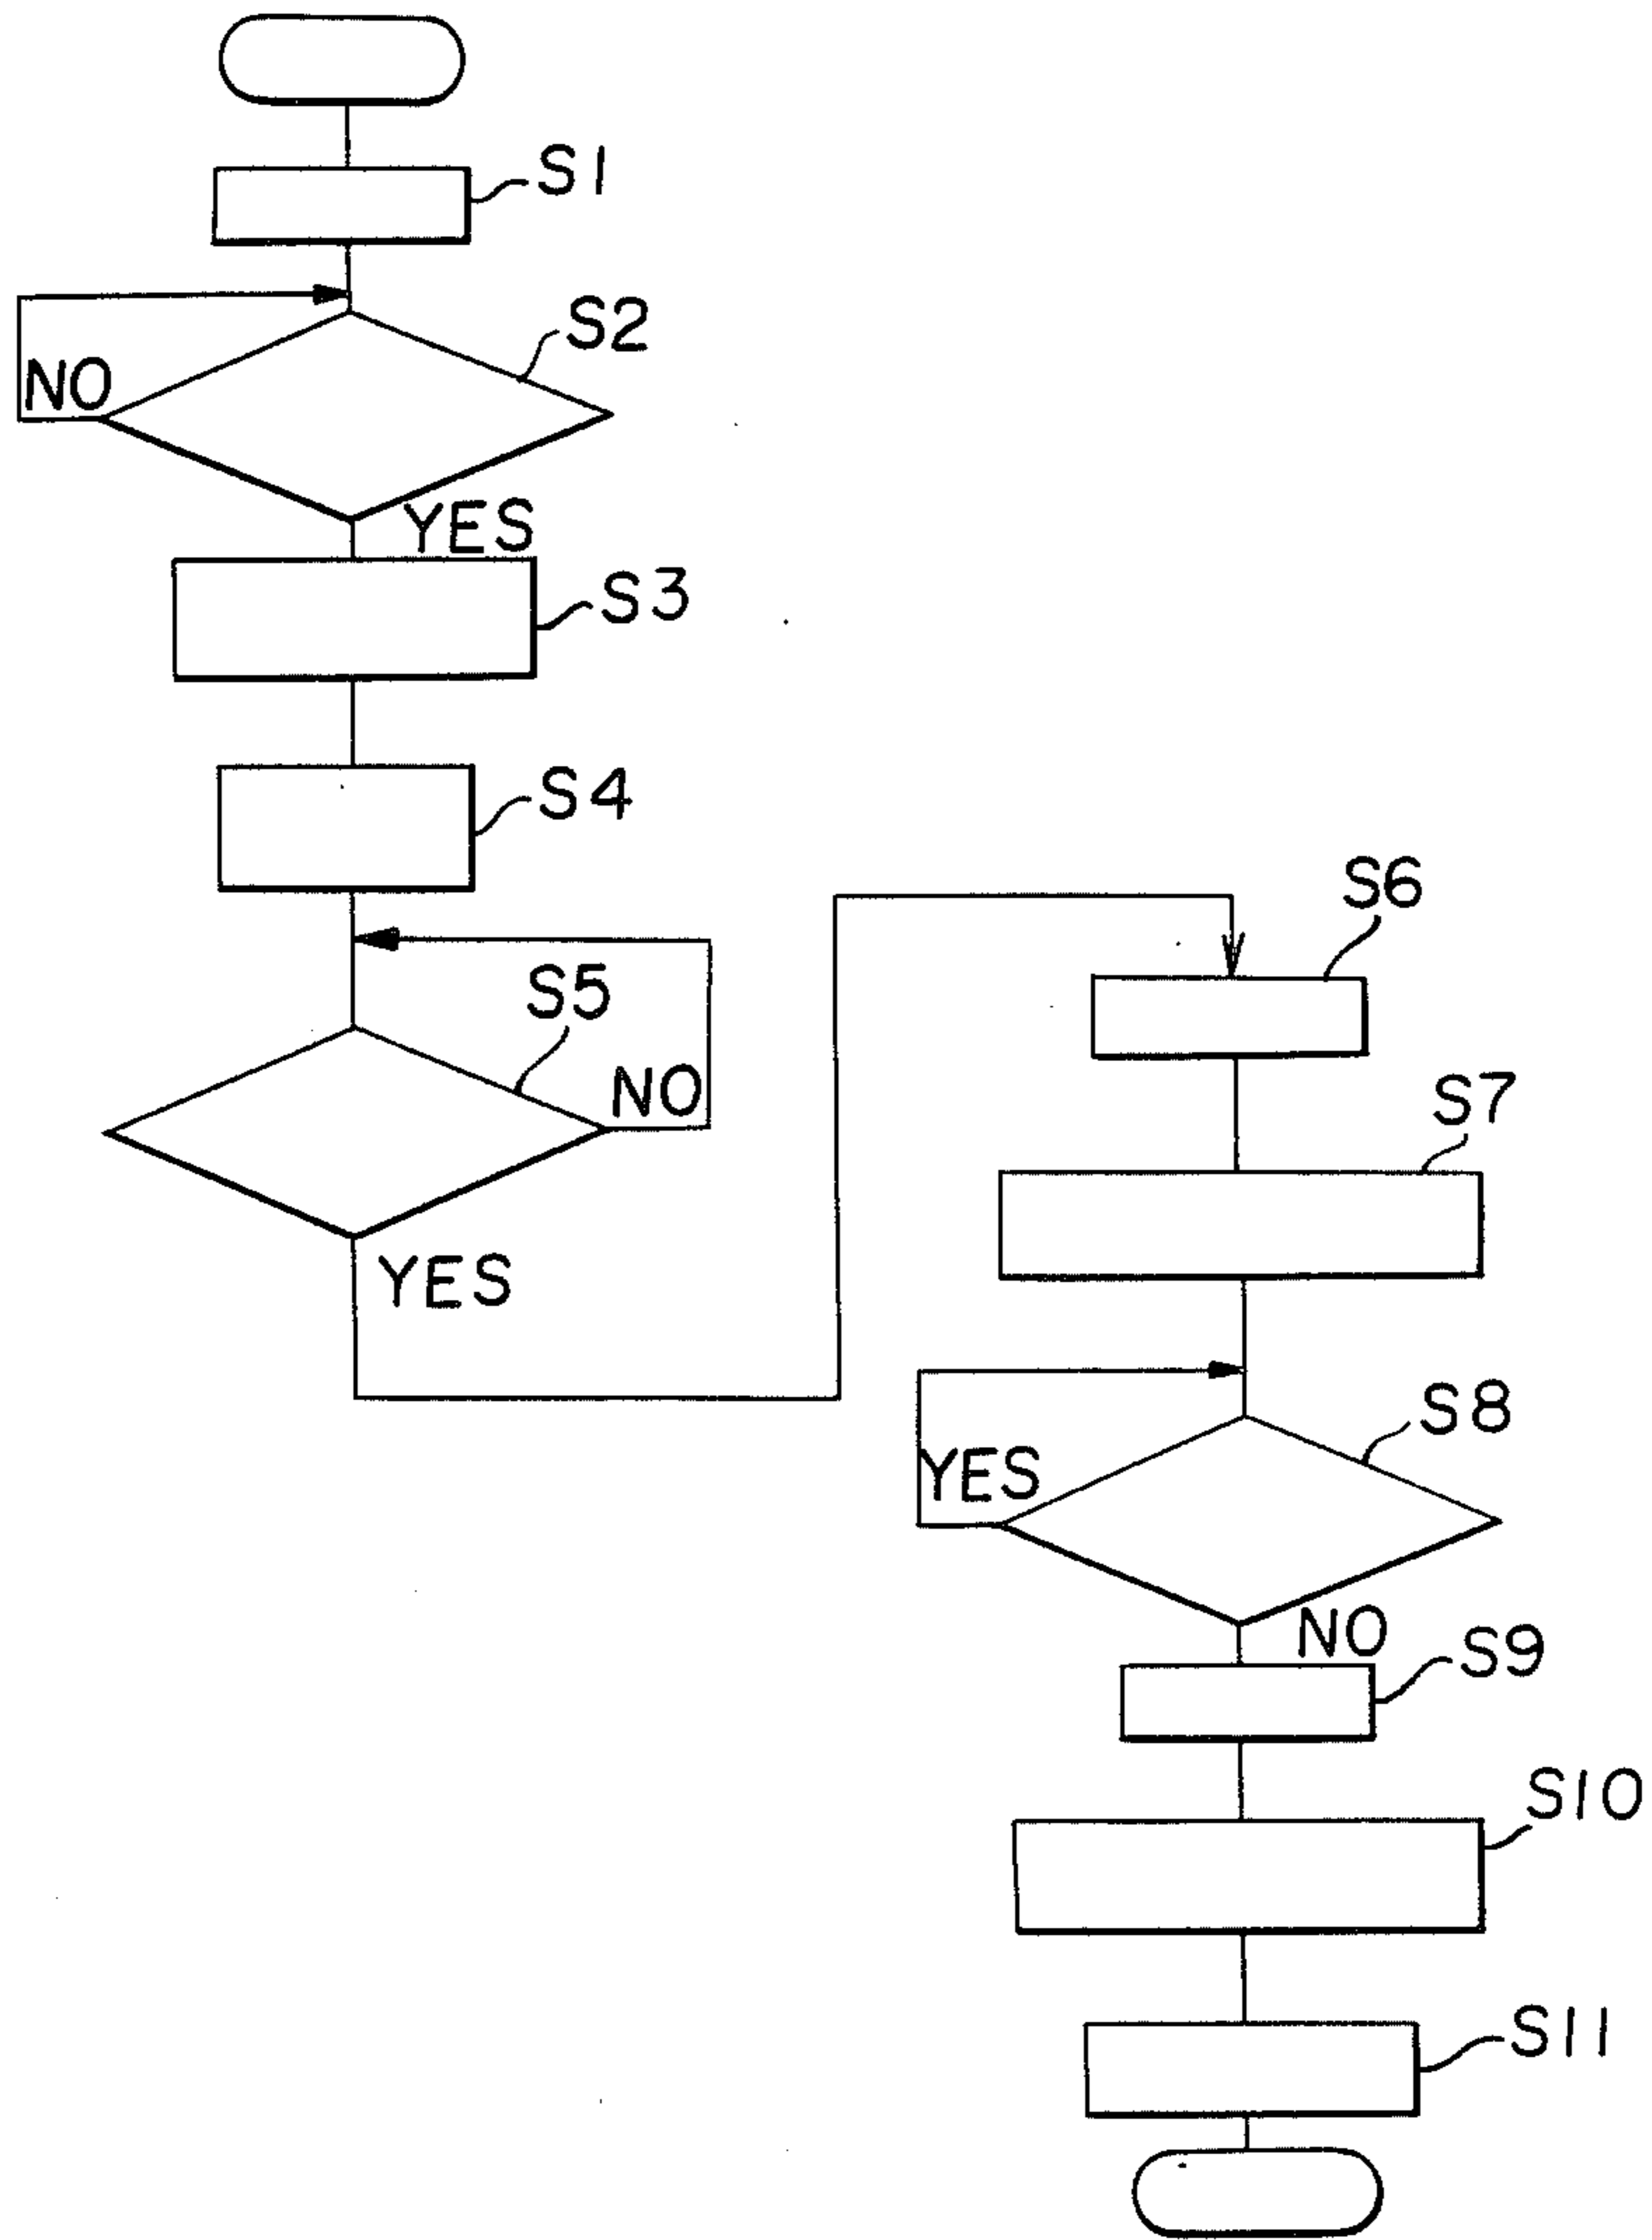 S1
S2
NO
YES
S3
S4
S5
NO
YES
S6
S7
S8
YES
NO
S9
S10
S11